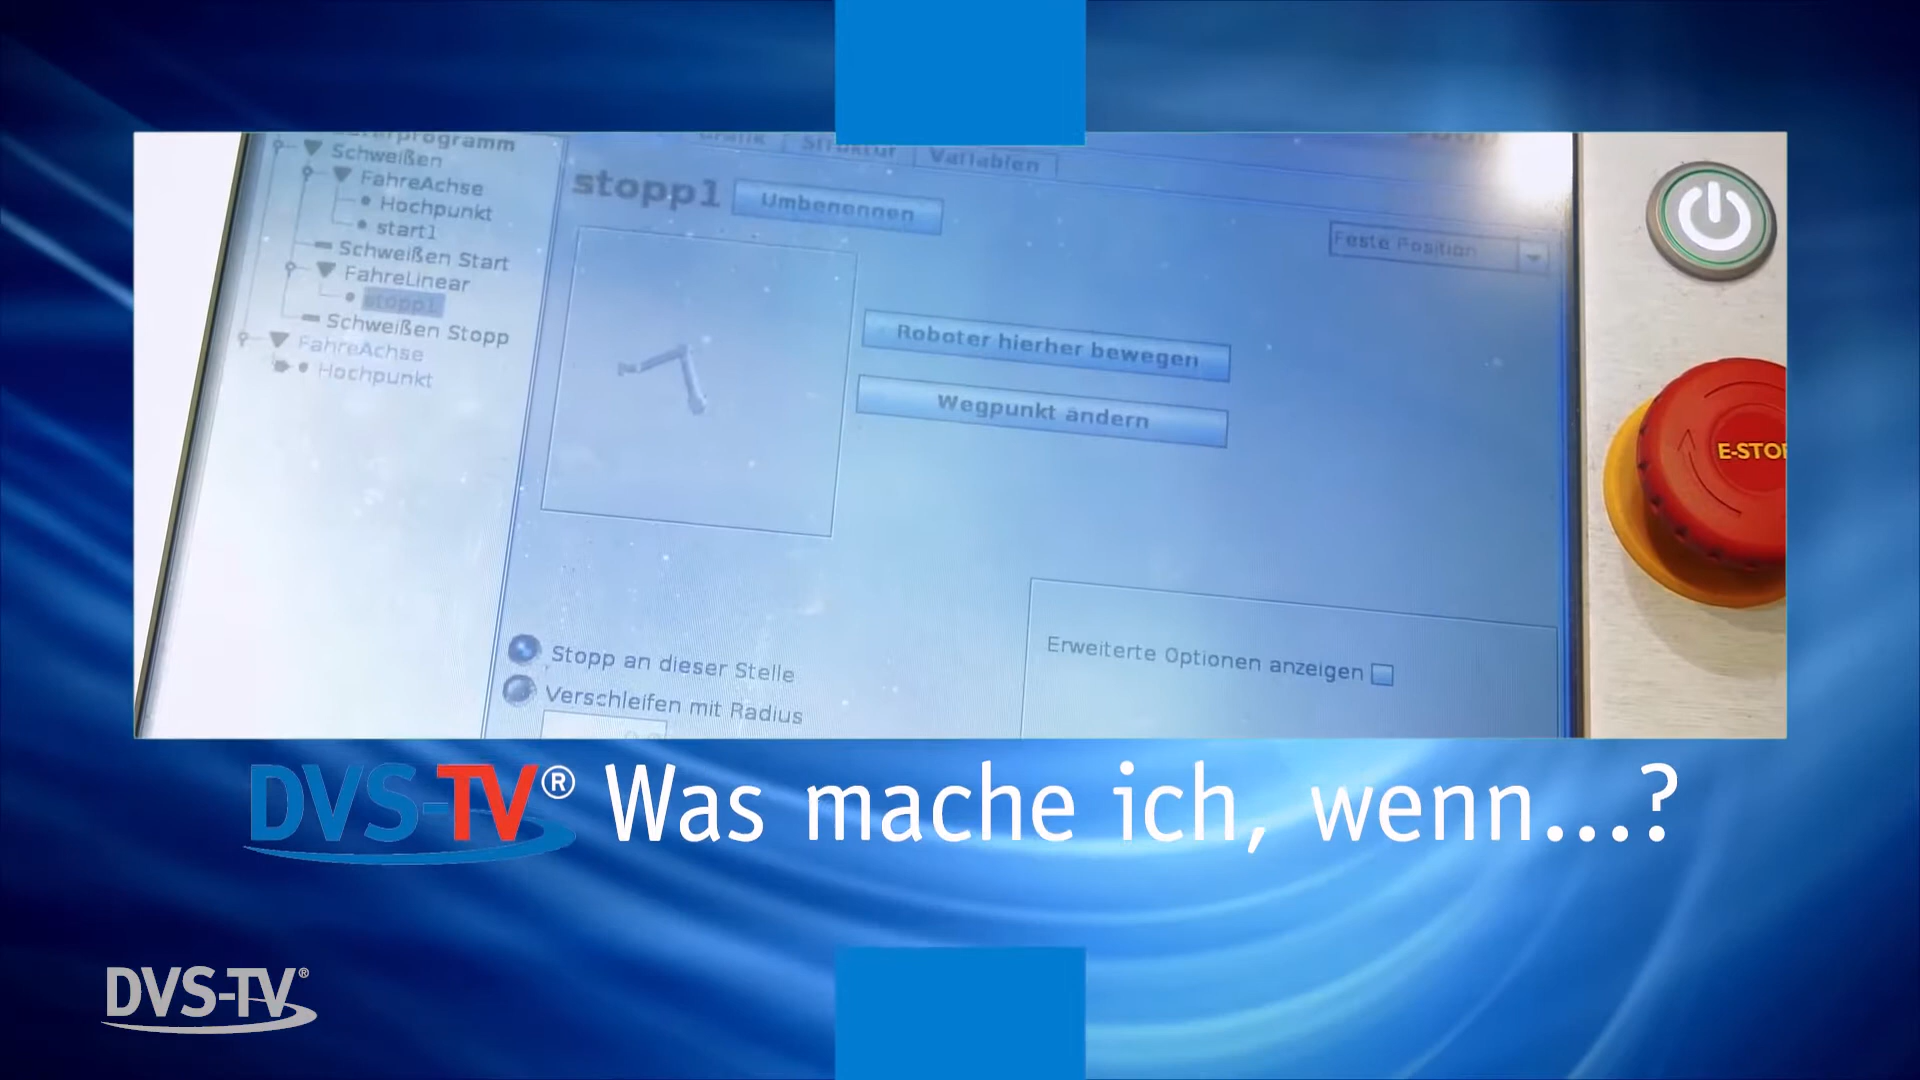 Schweißen
FahreAchse
Hochpunkt
start1
Schweißen Start
FahreLinear
stopp1
Schweißen Stopp
FahreAchse
Hochpunkt
Grafik
Struktur
Variablen
stopp1
Umbenennen
Feste Position
Roboter hierher bewegen
Wegpunkt ändern
Stopp an dieser Stelle
Verschleifen mit Radius
Erweiterte Optionen anzeigen
DVS-TV® Was mache ich, wenn...?
DVS-TV®